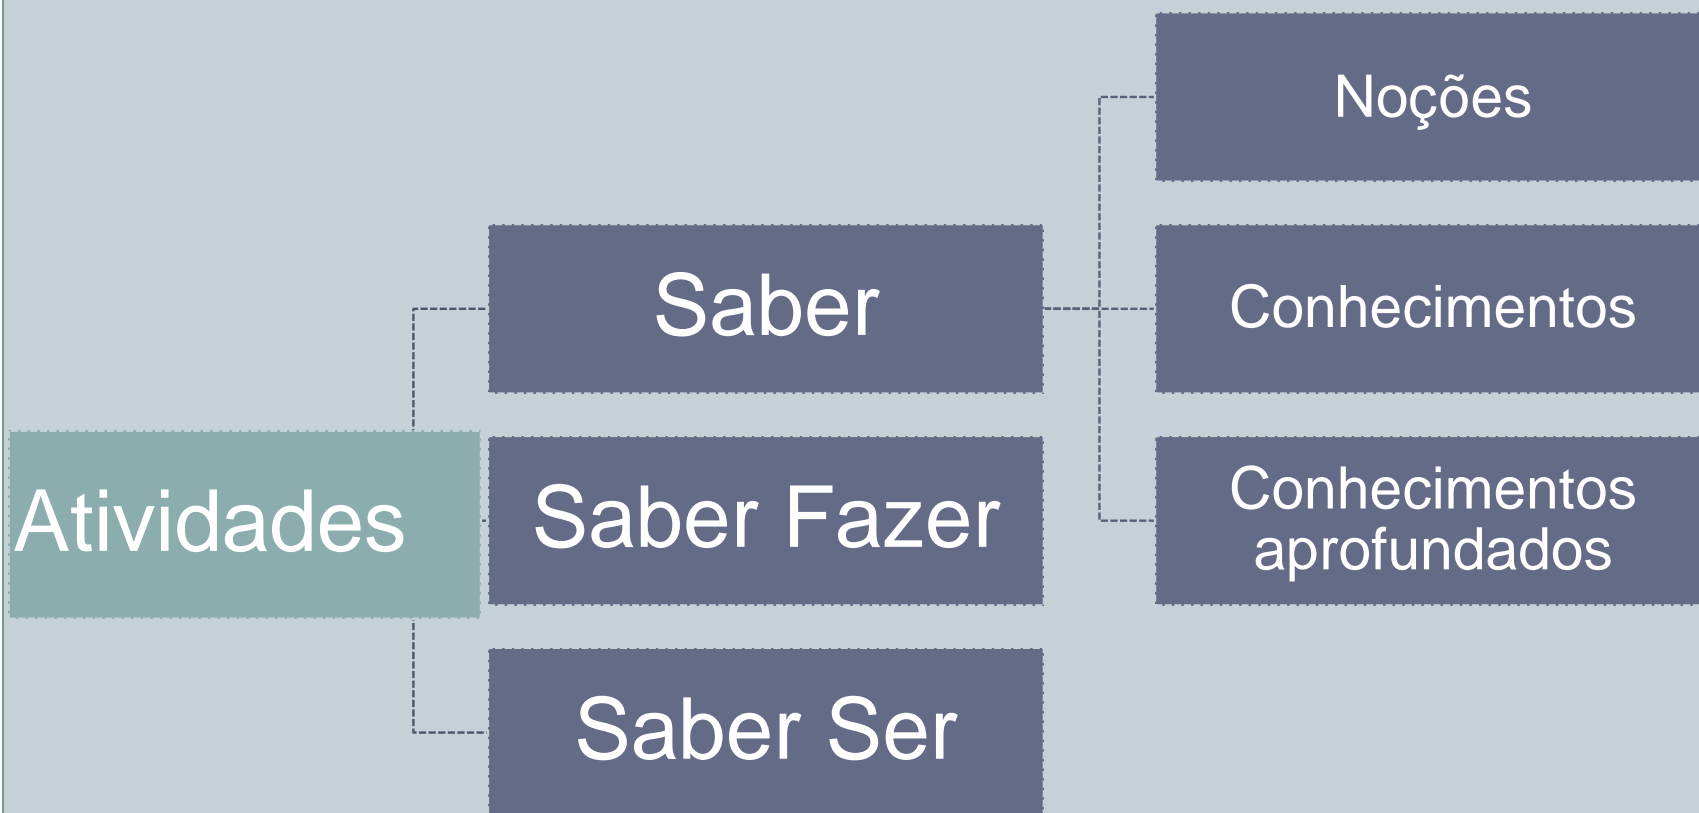 Noções
Saber
Conhecimentos
Atividades
Saber Fazer
Conhecimentos
aprofundados
Saber Ser